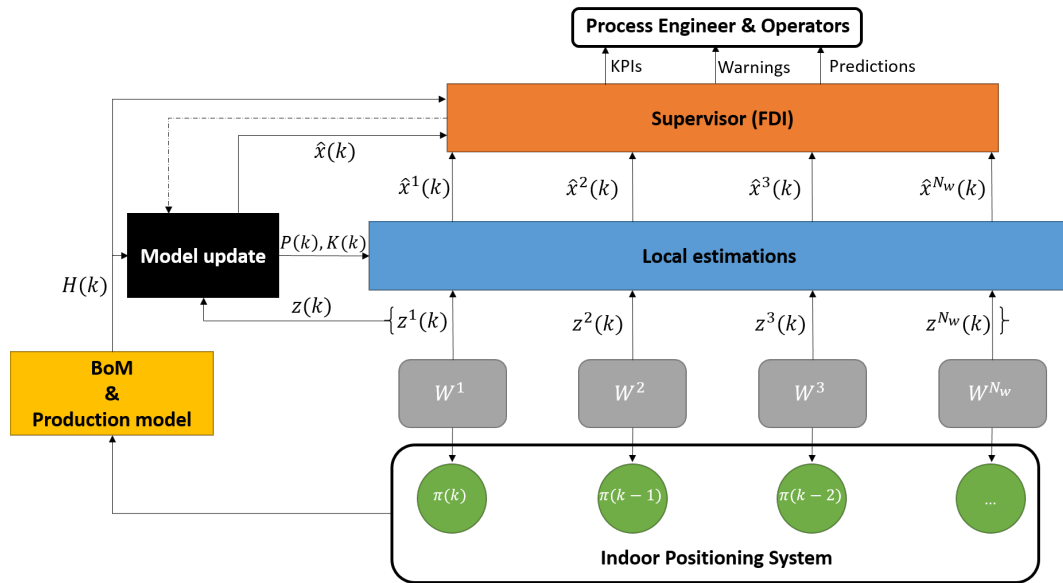 Process Engineer & Operators
KPIs
Warnings
Predictions
Supervisor (FDI)
x̂(k)
x̂¹(k)
x̂²(k)
x̂³(k)
x̂^{N_w}(k)
Model update
P(k), K(k)
Local estimations
H(k)
z(k)
{z¹(k)
z²(k)
z³(k)
z^{N_w}(k)}
BoM
&
Production model
W¹
W²
W³
W^{N_w}
π(k)
π(k − 1)
π(k − 2)
...
Indoor Positioning System